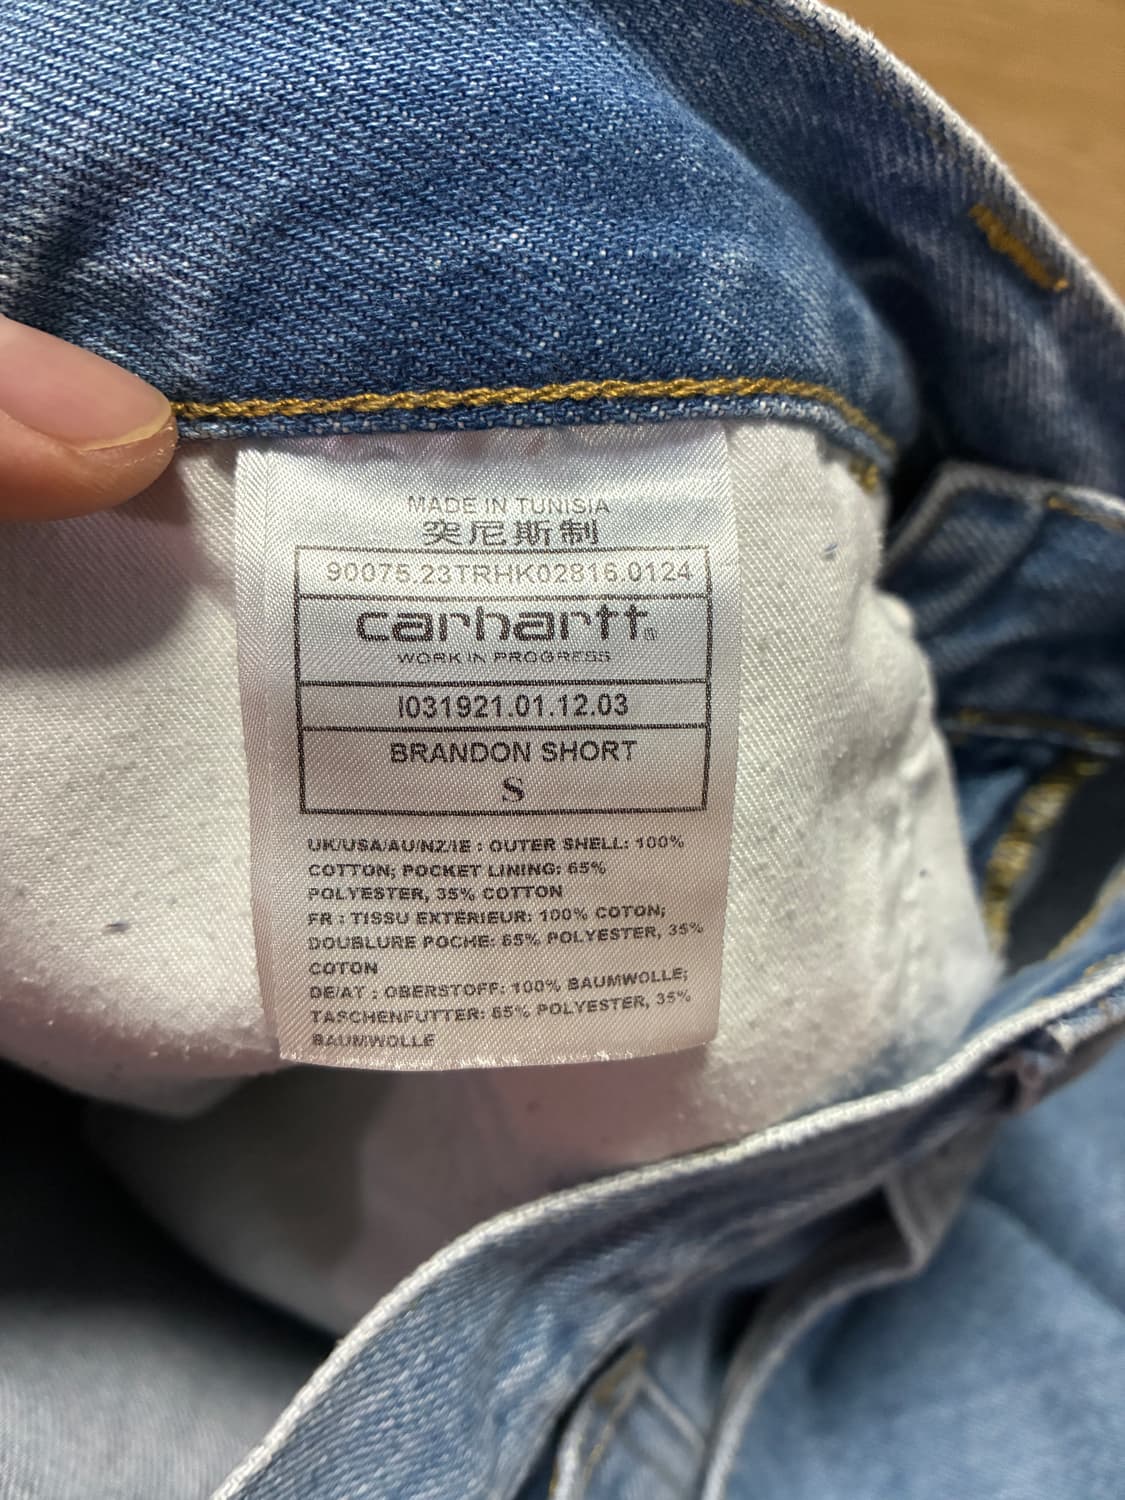 MADE IN TUNISIA
突尼斯制
90075.23TRHK02816.0124
carhartt®
WORK IN PROGRESS
I031921.01.12.03
BRANDON SHORT
S
UK/USA/AU/NZ/IE : OUTER SHELL: 100%
COTTON; POCKET LINING: 65%
POLYESTER, 35% COTTON
FR : TISSU EXTÉRIEUR: 100% COTON;
DOUBLURE POCHE: 65% POLYESTER, 35%
COTON
DE/AT : OBERSTOFF: 100% BAUMWOLLE;
TASCHENFUTTER: 65% POLYESTER, 35%
BAUMWOLLE